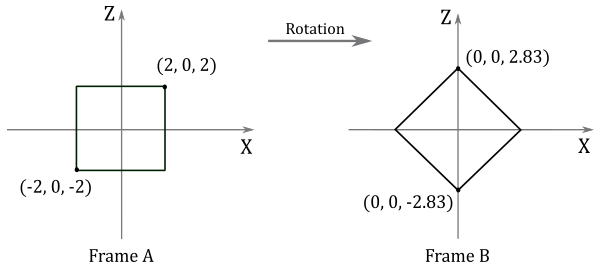 Z
(2, 0, 2)
X
(-2, 0, -2)
Frame A
Rotation
Z
(0, 0, 2.83)
X
(0, 0, -2.83)
Frame B